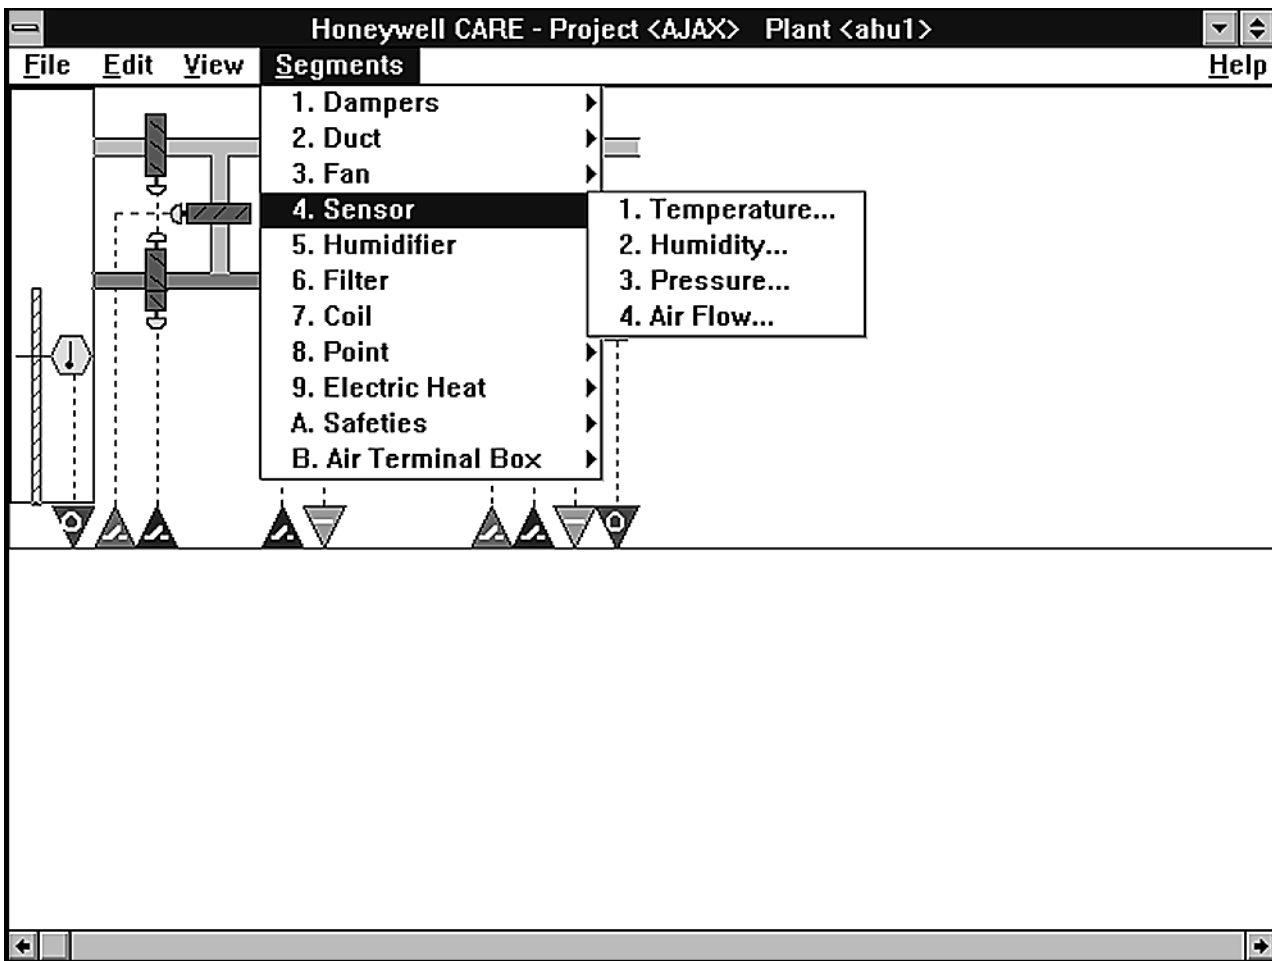 Honeywell CARE - Project <AJAX> Plant <ahu1>
File Edit View Segments Help
1. Dampers
2. Duct
3. Fan
4. Sensor
5. Humidifier
6. Filter
7. Coil
8. Point
9. Electric Heat
A. Safeties
B. Air Terminal Box
1. Temperature...
2. Humidity...
3. Pressure...
4. Air Flow...